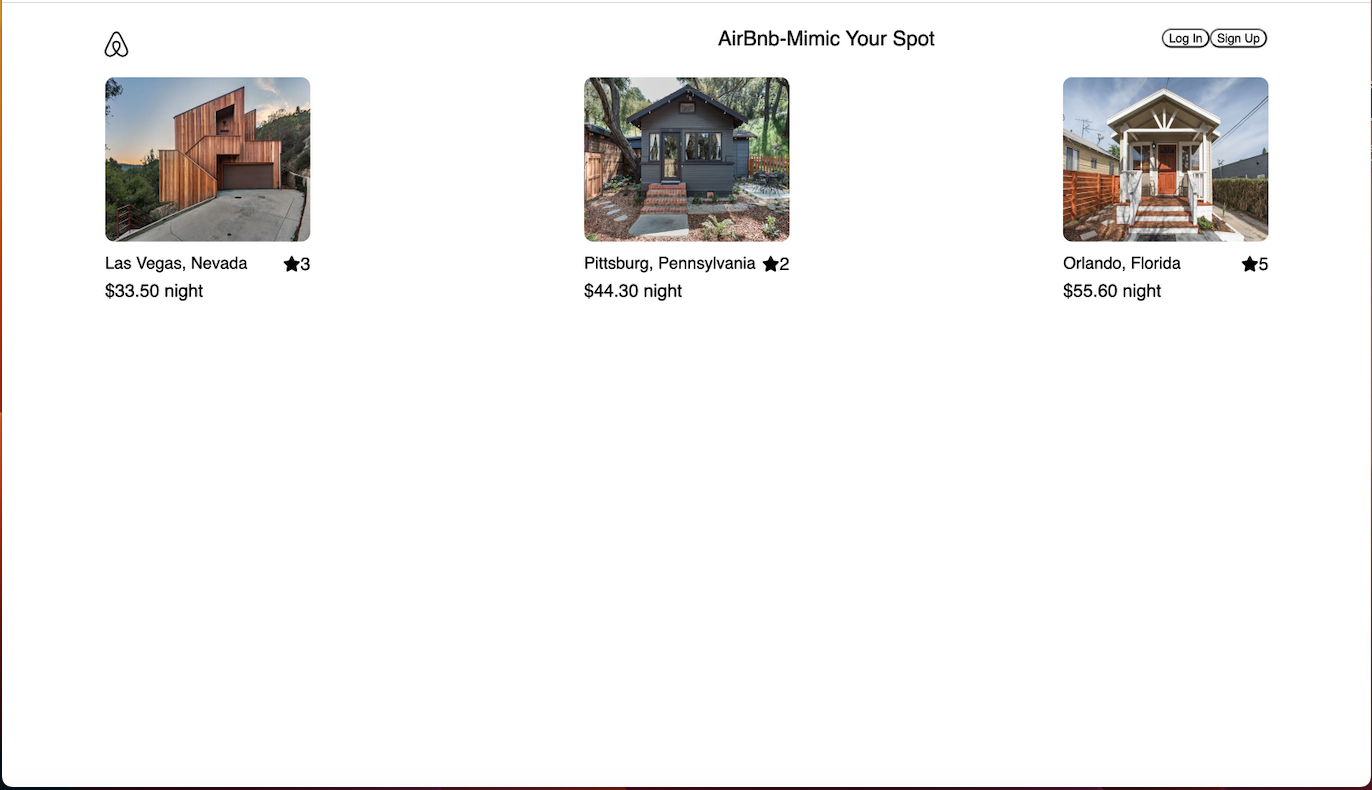 AirBnb-Mimic Your Spot
Log In
Sign Up
Las Vegas, Nevada
3
$33.50 night
Pittsburg, Pennsylvania
2
$44.30 night
Orlando, Florida
5
$55.60 night